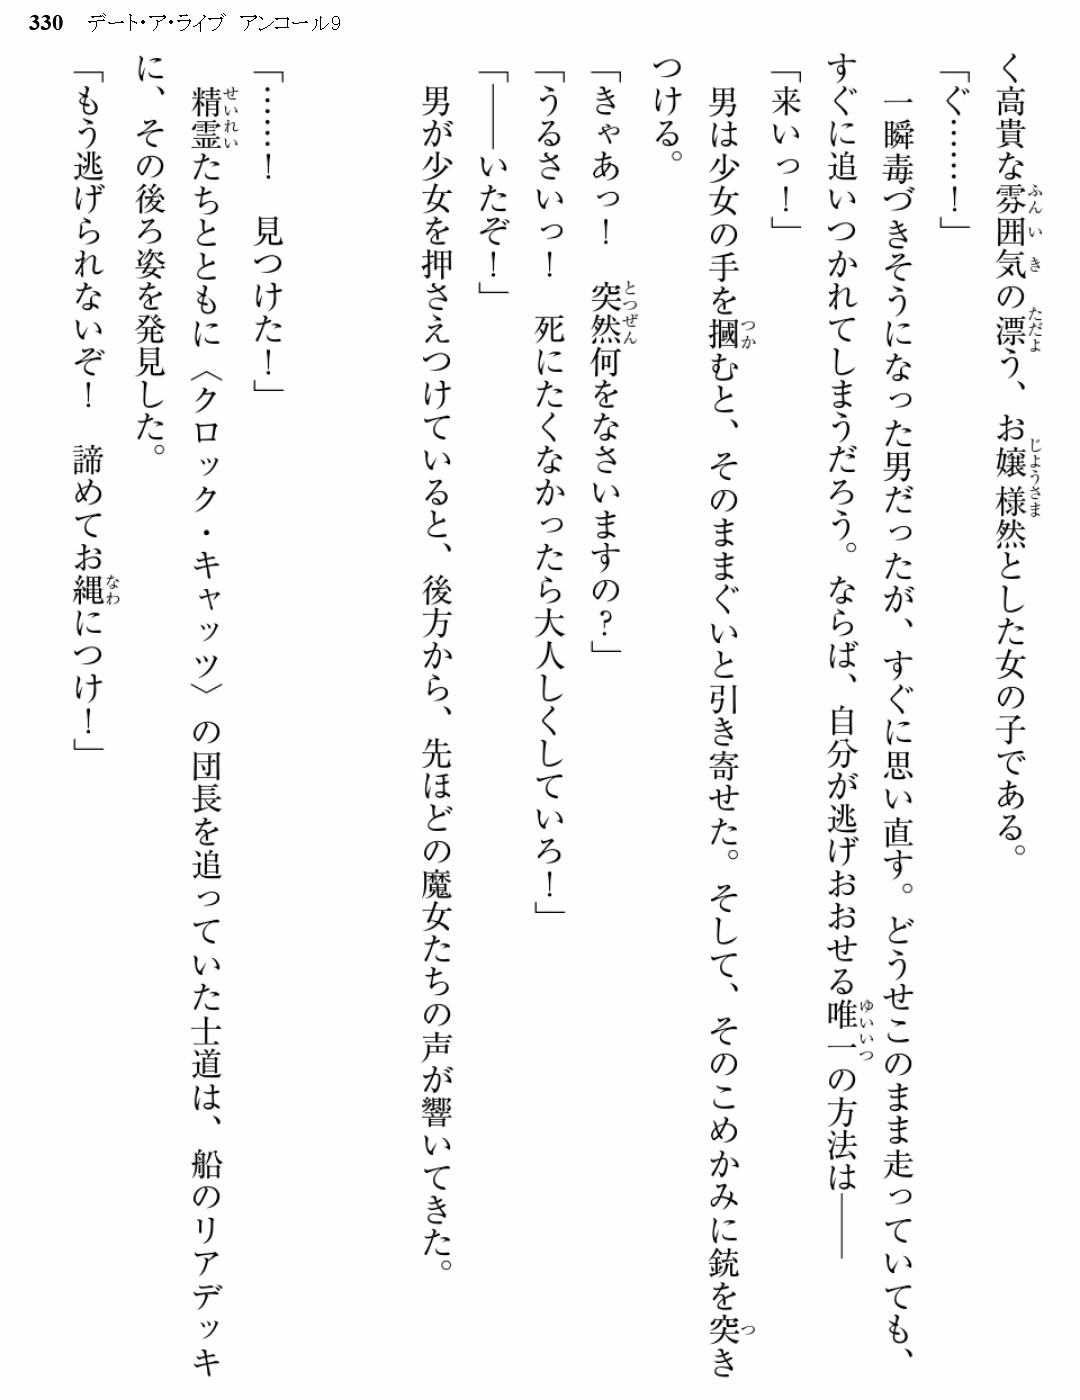 330 デート・ア・ライブ アンコール9
く高貴な雰囲気の漂う、お嬢様然とした女の子である。
「ぐ……！」
一瞬毒づきそうになった男だったが、すぐに思い直す。どうせこのまま走っていても、
すぐに追いつかれてしまうだろう。ならば、自分が逃げおおせる唯一の方法は――
「来いっ！」
男は少女の手を摑むと、そのままぐいと引き寄せた。そして、そのこめかみに銃を突き
つける。
「きゃあっ！　突然何をなさいますの？」
「うるさいっ！　死にたくなかったら大人しくしていろ！」
「――いたぞ！」
男が少女を押さえつけていると、後方から、先ほどの魔女たちの声が響いてきた。
「……！　見つけた！」
精霊たちとともに〈クロック・キャッツ〉の団長を追っていた士道は、船のリアデッキ
に、その後ろ姿を発見した。
「もう逃げられないぞ！　諦めてお縄につけ！」